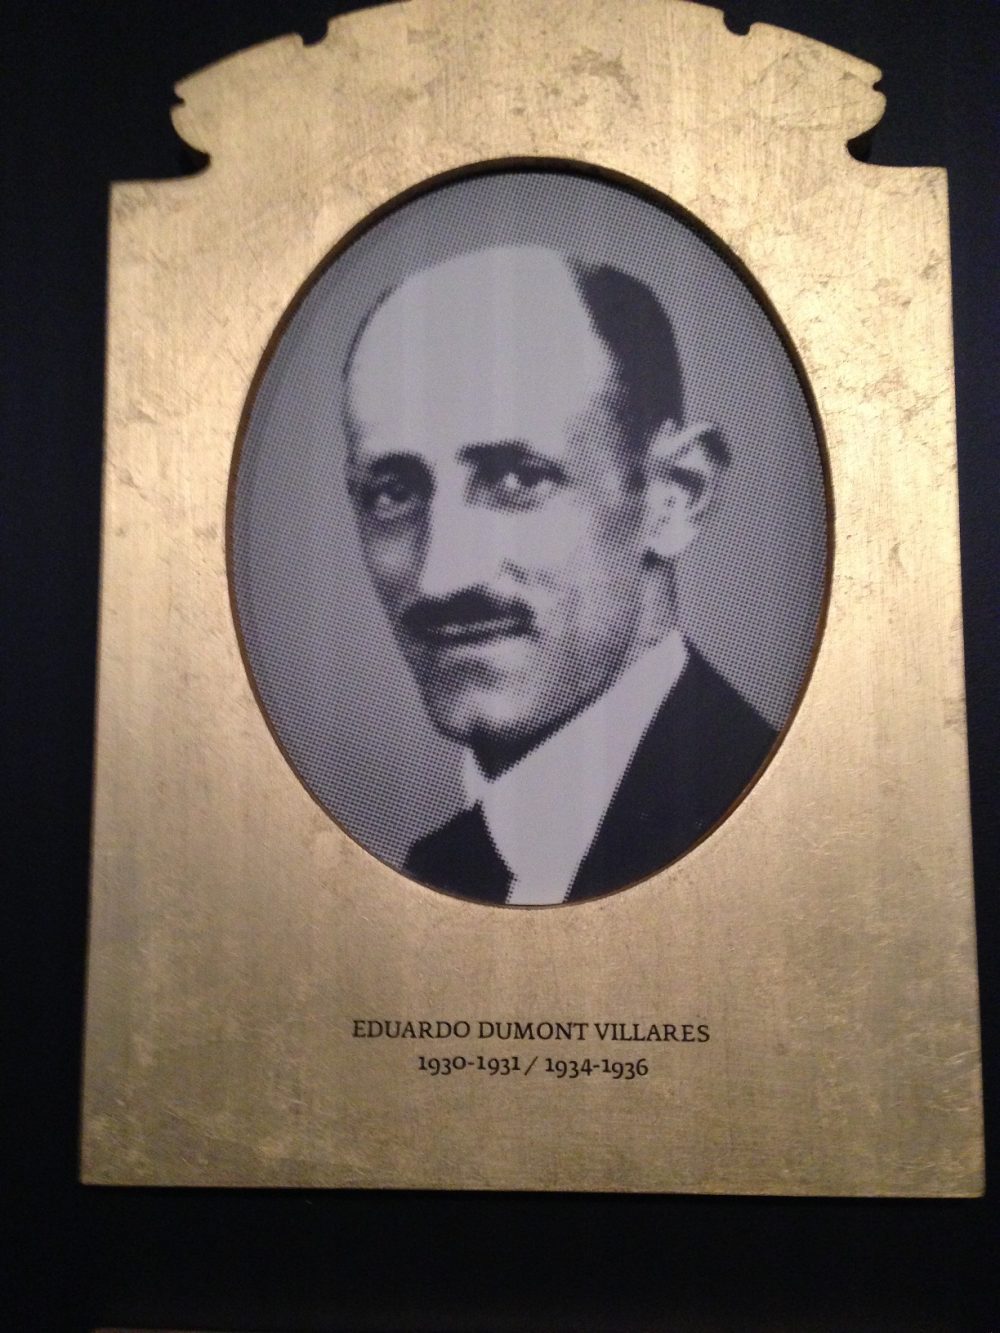 EDUARDO DUMONT VILLARES
1930-1931 / 1934-1936